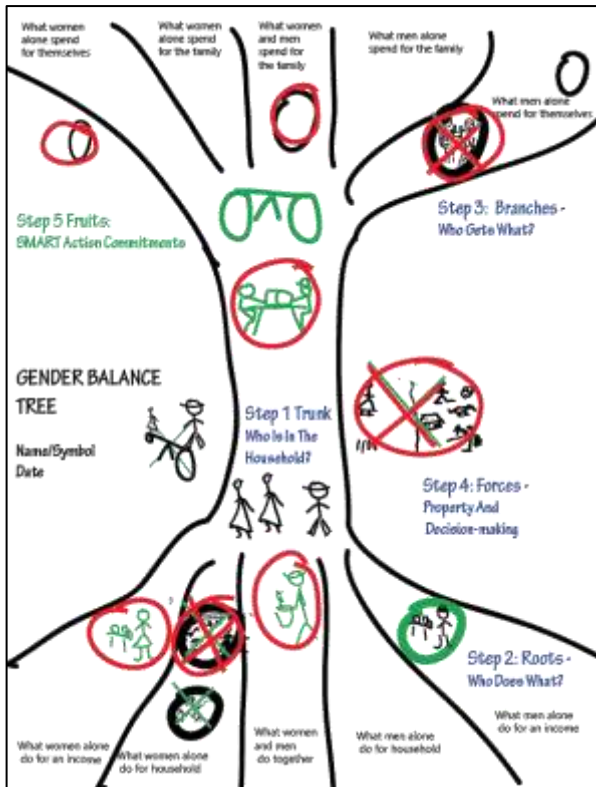 What women
alone spend
for themselves
What women
alone spend
for the family
What women
and men
spend for
the family
What men alone
spend for the family
What men alone
spend for themselves
Step 5 Fruits:
SMART Action Commitments
Step 3: Branches -
Who Gets What?
GENDER BALANCE
TREE
Name/Symbol
Date
Step 1 Trunk
Who Is In The
Household?
Step 4: Forces -
Property And
Decision-making
Step 2: Roots -
Who Does What?
What women alone
do for an income
What women alone
do for household
What women
and men
do together
What men alone
do for household
What men alone
do for an income